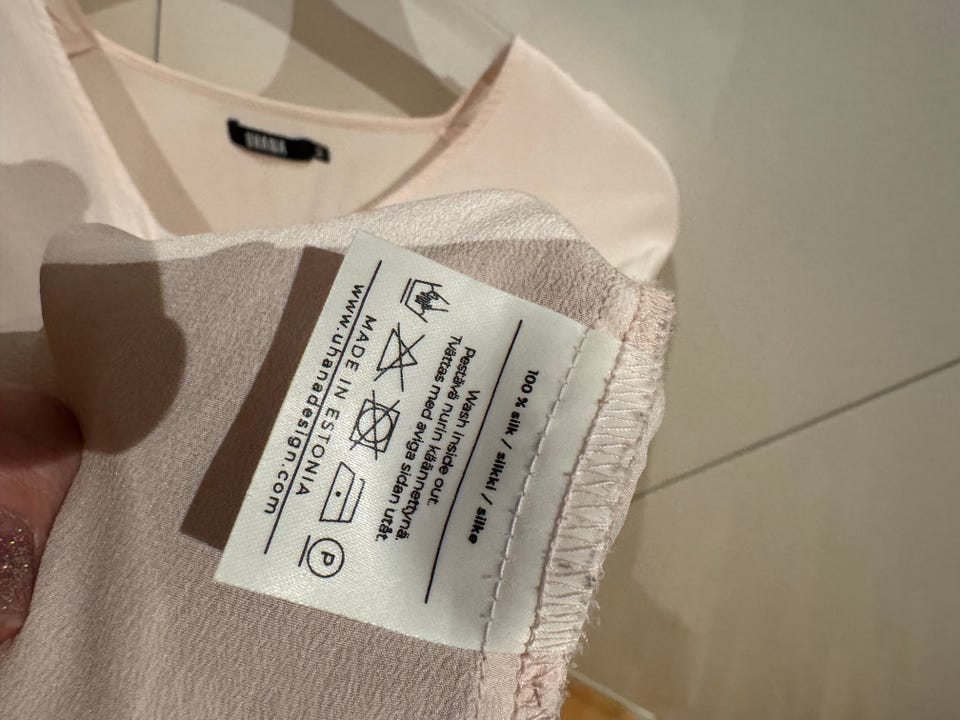 100 % silk / silkki / silke
Wash inside out.
Pestävä nurin käännettynä.
Tvättas med aviga sidan utåt.
P
MADE IN ESTONIA
www.uhanadesign.com